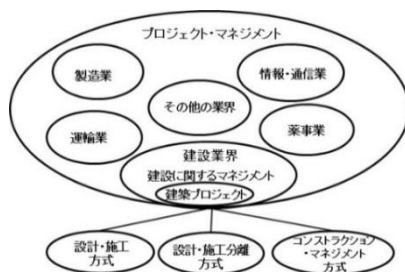 プロジェクト・マネジメント
製造業
情報・通信業
その他の業界
運輸業
薬事業
建設業界
建設に関するマネジメント
建築プロジェクト
設計・施工
方式
設計・施工分離
方式
コンストラクション
・マネジメント
方式